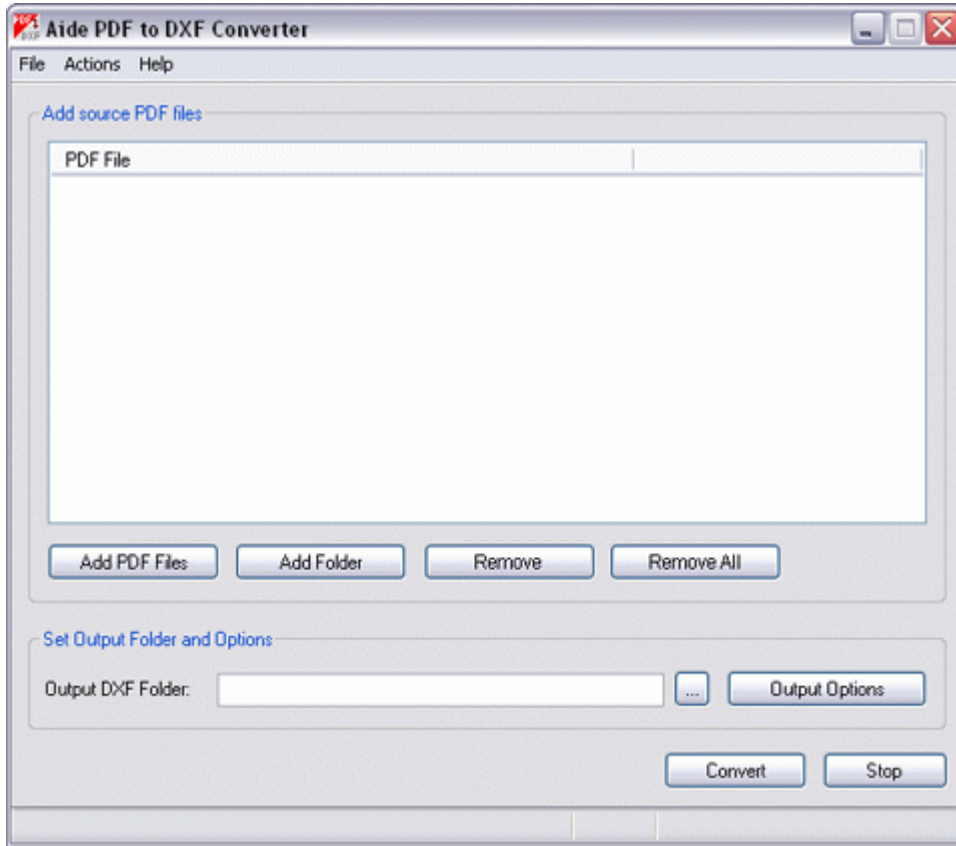 Aide PDF to DXF Converter
File Actions Help
Add source PDF files
PDF File
Add PDF Files Add Folder Remove Remove All
Set Output Folder and Options
Output DXF Folder: ... Output Options
Convert Stop